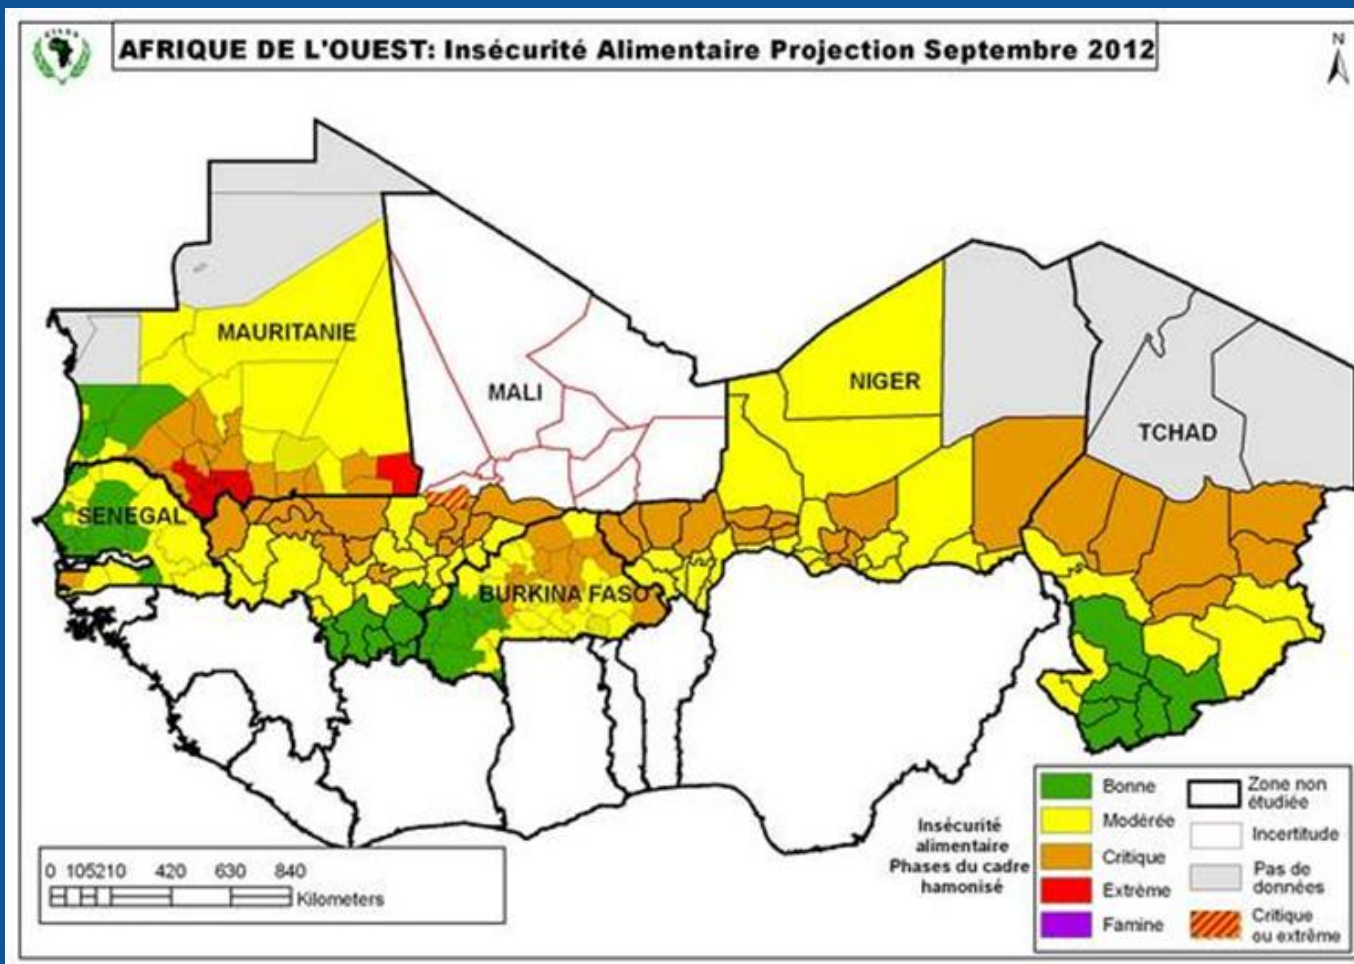 AFRIQUE DE L'OUEST: Insécurité Alimentaire Projection Septembre 2012
N
MAURITANIE
MALI
NIGER
TCHAD
SENEGAL
BURKINA FASO
Insécurité
alimentaire
Phases du cadre
hamonisé
Bonne
Modérée
Critique
Extrème
Famine
Zone non
étudiée
Incertitude
Pas de
données
Critique
ou extrême
0 105210 420 630 840
Kilometers